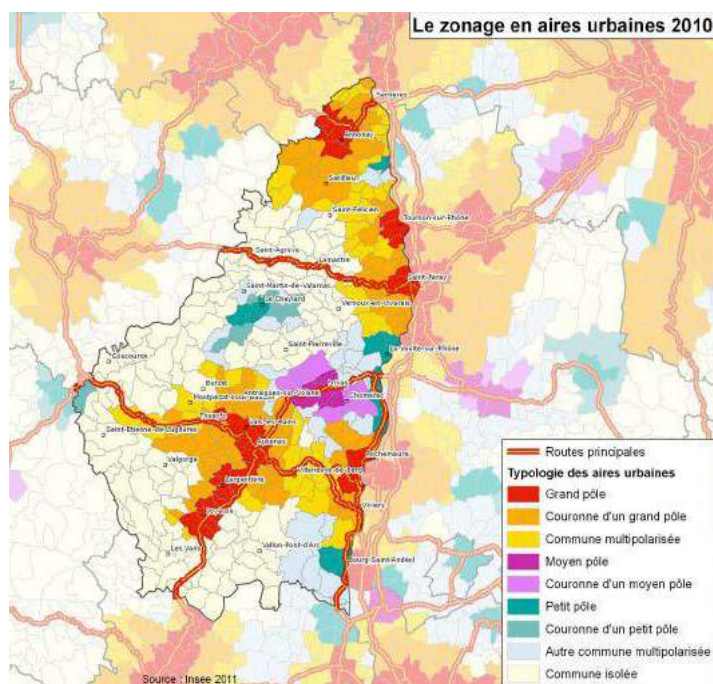 Le zonage en aires urbaines 2010
Serrières
Annonay
Satillieu
Saint-Félicien
Tournon-sur-Rhône
Saint-Agrève
Lamastre
Saint-Péray
Saint-Martin-de-Valamas
Le Cheylard
Vernoux-en-Vivarais
Saint-Pierreville
La Voulte-sur-Rhône
Coucouron
Burzet
Antraigues-sur-Volane
Privas
Chomérac
Thueyts
Vals-les-Bains
Saint-Etienne-de-Lugdarès
Aubenas
Rochemaure
Valgorge
Villeneuve-de-Berg
Largentière
Viviers
Joyeuse
Les Vans
Vallon-Pont-d'Arc
Bourg-Saint-Andéol
Routes principales
Typologie des aires urbaines
Grand pôle
Couronne d'un grand pôle
Commune multipolarisée
Moyen pôle
Couronne d'un moyen pôle
Petit pôle
Couronne d'un petit pôle
Autre commune multipolarisée
Commune isolée
Source : Insee 2011